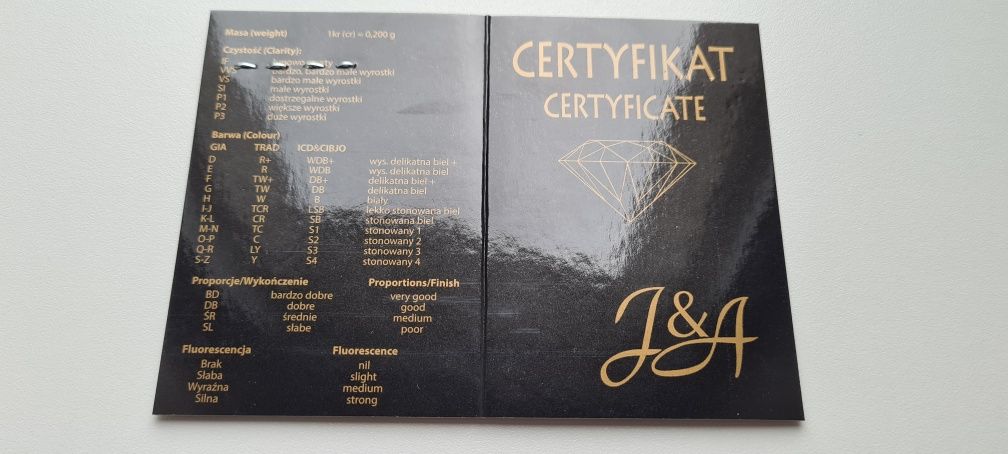 Masa (weight) 1kr (cr) = 0,200 g
Czystość (Clarity):
IF
VVS bardzo, bardzo małe wyrostki
VS bardzo małe wyrostki
SI małe wyrostki
P1 dostrzegalne wyrostki
P2 większe wyrostki
P3 duże wyrostki
Barwa (Colour)
GIA TRAD ICD&CIBJO
D R+ WDB+ wys. delikatna biel +
E R WDB wys. delikatna biel
F TW+ DB+ delikatna biel +
G TW DB delikatna biel
H W B biały
I-J TCR LSB lekko stonowana biel
K-L CR SB stonowana biel
M-N TC S1 stonowany 1
O-P C S2 stonowany 2
Q-R LY S3 stonowany 3
S-Z Y S4 stonowany 4
Proporcje/Wykończenie Proportions/Finish
BD bardzo dobre very good
DB dobre good
ŚR średnie medium
SL słabe poor
Fluorescencja Fluorescence
Brak nil
Słaba slight
Wyraźna medium
Silna strong
CERTYFIKAT
CERTYFICATE
J&A